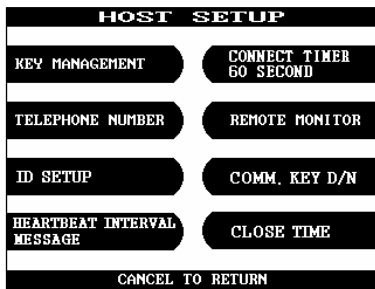 HOST SETUP
KEY MANAGEMENT
CONNECT TIMER
60 SECOND
TELEPHONE NUMBER
REMOTE MONITOR
ID SETUP
COMM. KEY D/N
HEARTBEAT INTERVAL
MESSAGE
CLOSE TIME
CANCEL TO RETURN